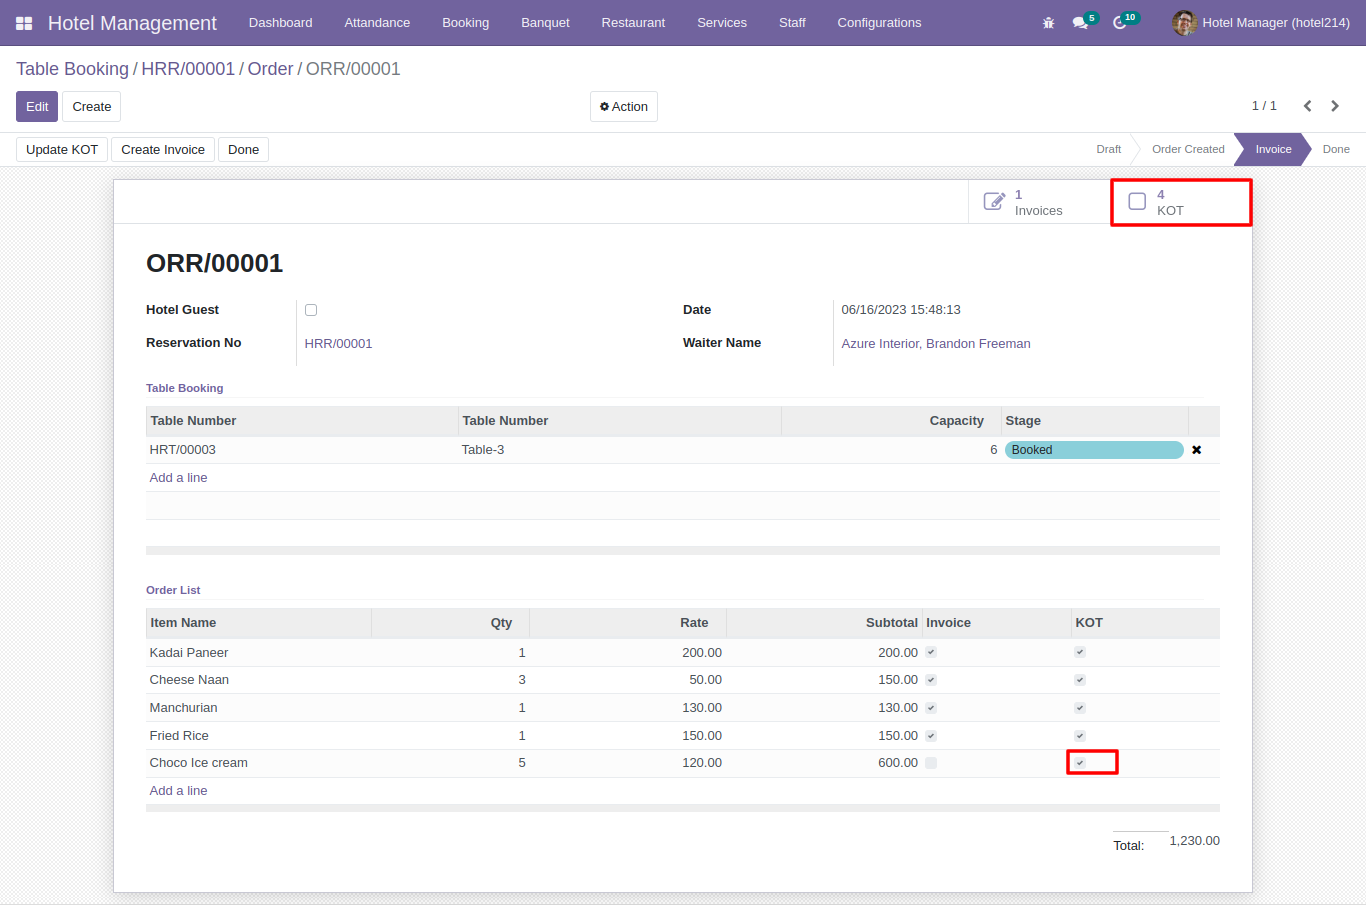 Hotel Management Dashboard Attandance Booking Banquet Restaurant Services Staff Configurations 5 10 Hotel Manager (hotel214)
Table Booking / HRR/00001 / Order / ORR/00001
Edit Create Action 1 / 1
Update KOT Create Invoice Done Draft Order Created Invoice Done
1 Invoices
4 KOT
ORR/00001
Hotel Guest Date 06/16/2023 15:48:13
Reservation No HRR/00001 Waiter Name Azure Interior, Brandon Freeman
Table Booking
Table Number Table Number Capacity Stage
HRT/00003 Table-3 6 Booked
Add a line
Order List
Item Name Qty Rate Subtotal Invoice KOT
Kadai Paneer 1 200.00 200.00
Cheese Naan 3 50.00 150.00
Manchurian 1 130.00 130.00
Fried Rice 1 150.00 150.00
Choco Ice cream 5 120.00 600.00
Add a line
Total: 1,230.00